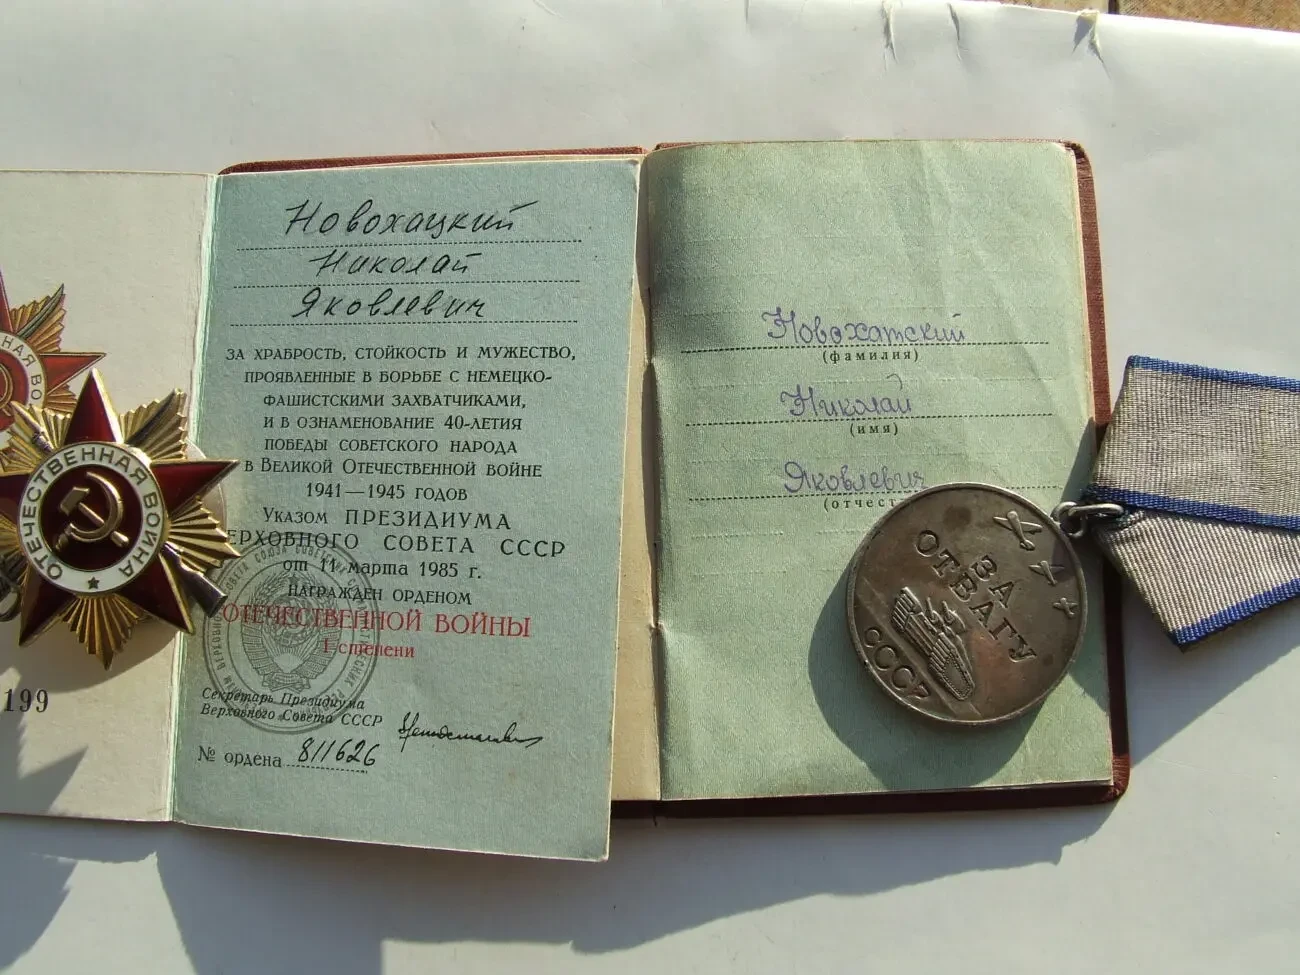 Новохацкий
Николай
Яковлевич
ЗА ХРАБРОСТЬ, СТОЙКОСТЬ И МУЖЕСТВО,
ПРОЯВЛЕННЫЕ В БОРЬБЕ С НЕМЕЦКО-
ФАШИСТСКИМИ ЗАХВАТЧИКАМИ,
И В ОЗНАМЕНОВАНИЕ 40-ЛЕТИЯ
ПОБЕДЫ СОВЕТСКОГО НАРОДА
В ВЕЛИКОЙ ОТЕЧЕСТВЕННОЙ ВОЙНЕ
1941—1945 ГОДОВ
УКАЗОМ ПРЕЗИДИУМА
ЕРХОВНОГО СОВЕТА СССР
от 11 марта 1985 г.
НАГРАЖДЕН ОРДЕНОМ
ОТЕЧЕСТВЕННОЙ ВОЙНЫ
I степени
Секретарь Президиума
Верховного Совета СССР
№ ордена 811626
199
ОТЕЧЕСТВЕННАЯ ВОЙНА
Новохатский
(фамилия)
Николай
(имя)
Яковлевич
(отчест
ЗА
ОТВАГУ
СССР